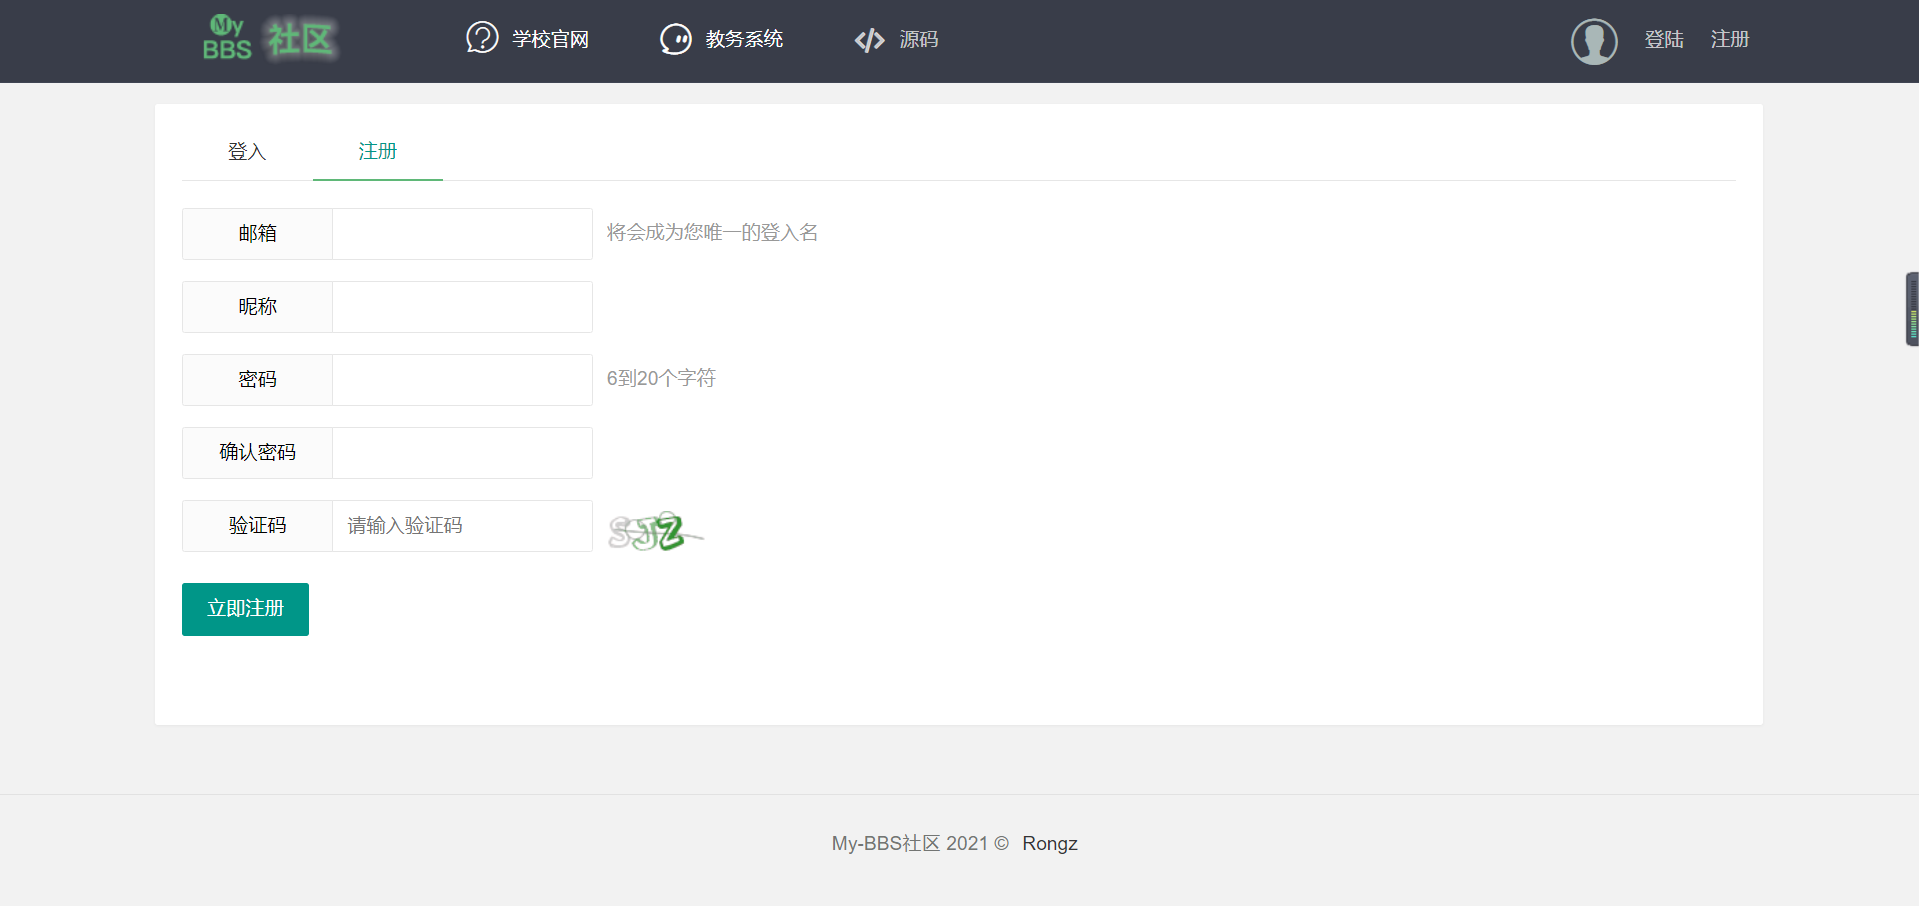 My BBS 社区 学校官网 教务系统 源码 登陆 注册
登入 注册
邮箱 将会成为您唯一的登入名
昵称
密码 6到20个字符
确认密码
验证码 请输入验证码 SJZ
立即注册
My-BBS社区 2021 © Rongz